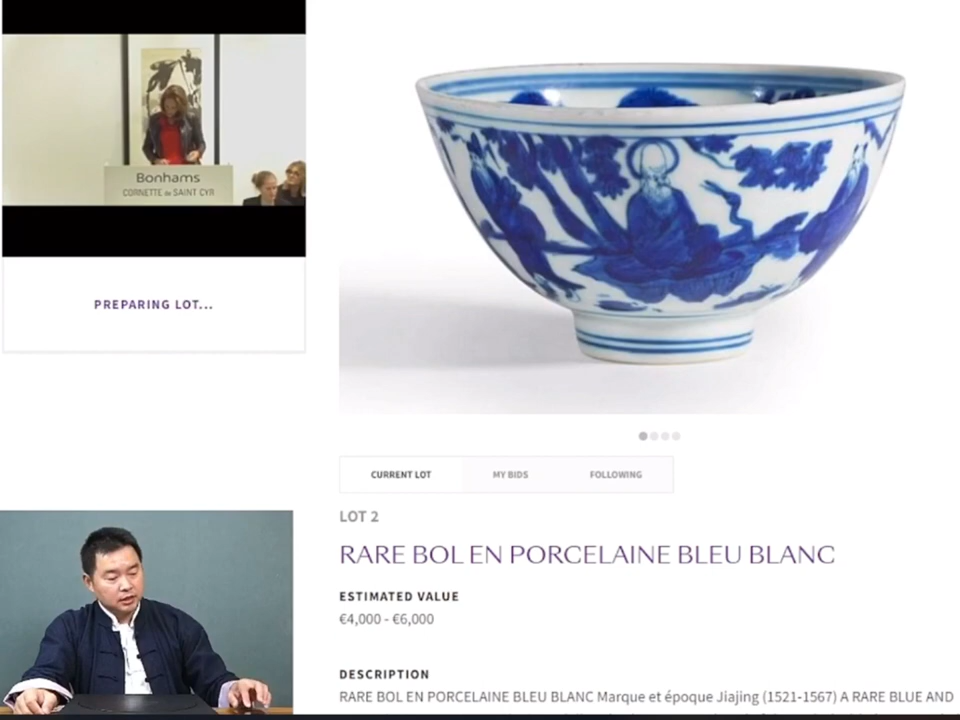 Bonhams
CORNETTE de SAINT CYR
PREPARING LOT...
CURRENT LOT
MY BIDS
FOLLOWING
LOT 2
RARE BOL EN PORCELAINE BLEU BLANC
ESTIMATED VALUE
€4,000 - €6,000
DESCRIPTION
RARE BOL EN PORCELAINE BLEU BLANC Marque et époque Jiajing (1521-1567) A RARE BLUE AND